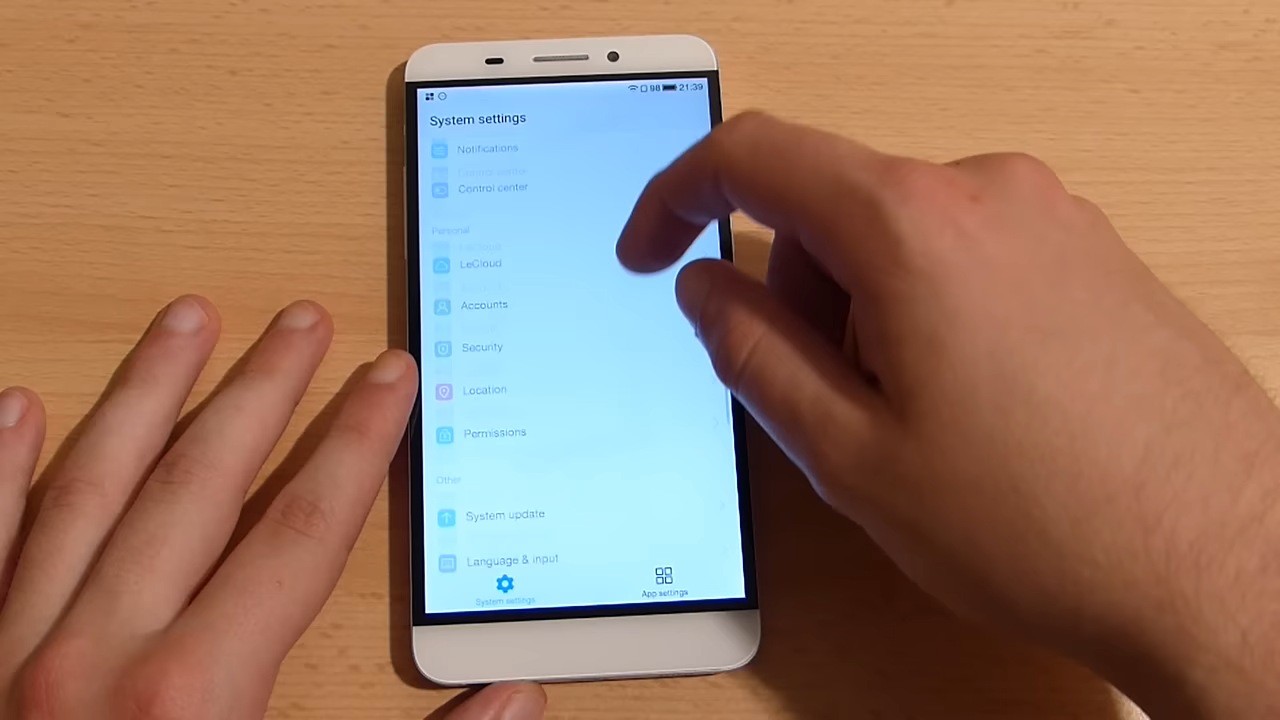 98 21:39
System settings
Notifications
Control center
Personal
LeCloud
Accounts
Security
Location
Permissions
Other
System update
Language & input
System settings
App settings